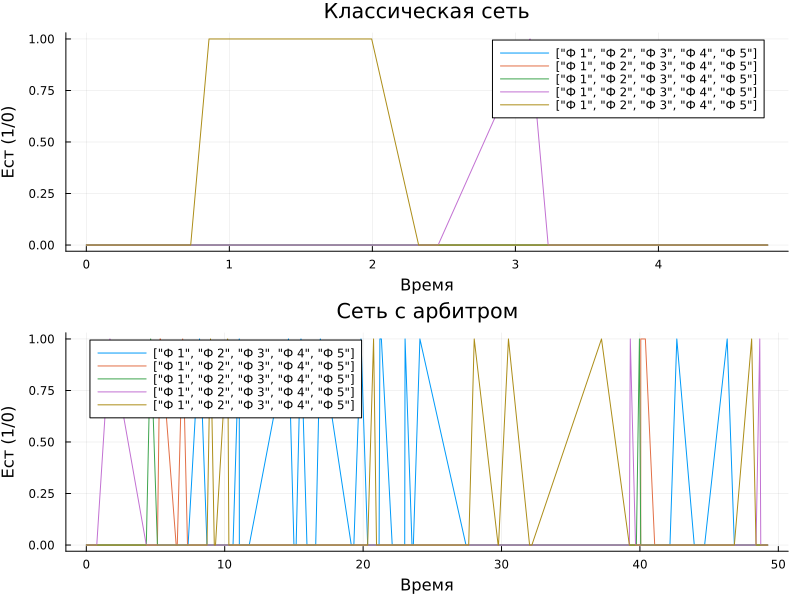 Классическая сеть
Ест (1/0)
1.00
0.75
0.50
0.25
0.00
["Ф 1", "Ф 2", "Ф 3", "Ф 4", "Ф 5"]
["Ф 1", "Ф 2", "Ф 3", "Ф 4", "Ф 5"]
["Ф 1", "Ф 2", "Ф 3", "Ф 4", "Ф 5"]
["Ф 1", "Ф 2", "Ф 3", "Ф 4", "Ф 5"]
["Ф 1", "Ф 2", "Ф 3", "Ф 4", "Ф 5"]
0 1 2 3 4
Время
Сеть с арбитром
Ест (1/0)
1.00
0.75
0.50
0.25
0.00
["Ф 1", "Ф 2", "Ф 3", "Ф 4", "Ф 5"]
["Ф 1", "Ф 2", "Ф 3", "Ф 4", "Ф 5"]
["Ф 1", "Ф 2", "Ф 3", "Ф 4", "Ф 5"]
["Ф 1", "Ф 2", "Ф 3", "Ф 4", "Ф 5"]
["Ф 1", "Ф 2", "Ф 3", "Ф 4", "Ф 5"]
0 10 20 30 40 50
Время